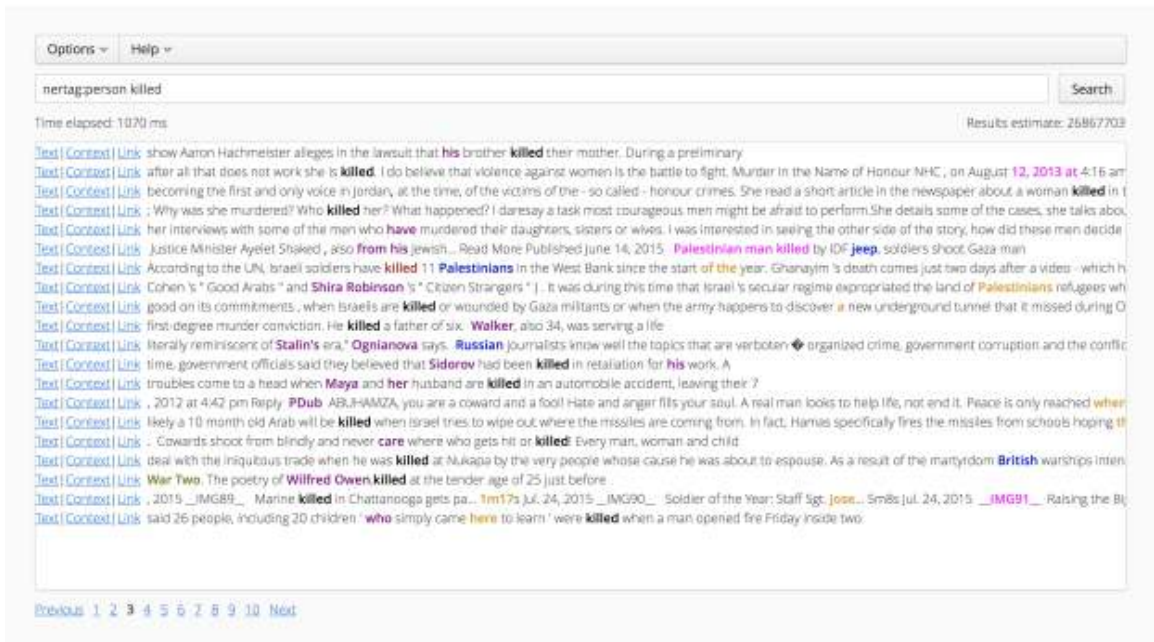 Options Help
nertag:person killed Search
Time elapsed: 1070 ms Results estimate: 26867703
Text | Context | Link show Aaron Hachmeister alleges in the lawsuit that his brother killed their mother. During a preliminary
Text | Context | Link after all that does not work she is killed. I do believe that violence against women is the battle to fight. Murder in the Name of Honour NHC , on August 12, 2013 at 4:16 am
Text | Context | Link becoming the first and only voice in Jordan, at the time, of the victims of the - so called - honour crimes. She read a short article in the newspaper about a woman killed in t
Text | Context | Link ; Why was she murdered? Who killed her? What happened? I daresay a task most courageous men might be afraid to perform.She details some of the cases, she talks abou
Text | Context | Link her interviews with some of the men who have murdered their daughters, sisters or wives. I was interested in seeing the other side of the story, how did these men decide
Text | Context | Link Justice Minister Ayelet Shaked , also from his Jewish... Read More Published June 14, 2015 Palestinian man killed by IDF jeep, soldiers shoot Gaza man
Text | Context | Link According to the UN, Israeli soldiers have killed 11 Palestinians in the West Bank since the start of the year. Ghanayim 's death comes just two days after a video - which h
Text | Context | Link Cohen 's " Good Arabs " and Shira Robinson 's " Citizen Strangers " ) . It was during this time that Israel 's secular regime expropriated the land of Palestinians refugees wh
Text | Context | Link good on its commitments , when Israelis are killed or wounded by Gaza militants or when the army happens to discover a new underground tunnel that it missed during O
Text | Context | Link first-degree murder conviction. He killed a father of six. Walker, also 34, was serving a life
Text | Context | Link literally reminiscent of Stalin's era," Ognianova says. Russian journalists know well the topics that are verboten � organized crime, government corruption and the conflic
Text | Context | Link time, government officials said they believed that Sidorov had been killed in retaliation for his work. A
Text | Context | Link troubles come to a head when Maya and her husband are killed in an automobile accident, leaving their 7
Text | Context | Link , 2012 at 4:42 pm Reply PDub ABUHAMZA, you are a coward and a fool! Hate and anger fills your soul. A real man looks to help life, not end it. Peace is only reached wher
Text | Context | Link likely a 10 month old Arab will be killed when Israel tries to wipe out where the missiles are coming from. In fact, Hamas specifically fires the missiles from schools hoping th
Text | Context | Link . Cowards shoot from blindly and never care where who gets hit or killed! Every man, woman and child
Text | Context | Link deal with the iniquitous trade when he was killed at Nukapa by the very people whose cause he was about to espouse. As a result of the martyrdom British warships inten
Text | Context | Link War Two. The poetry of Wilfred Owen,killed at the tender age of 25 just before
Text | Context | Link , 2015 __IMG89__ Marine killed in Chattanooga gets pa... 1m17s Jul. 24, 2015 __IMG90__ Soldier of the Year: Staff Sgt. Jose... 5m8s Jul. 24, 2015 __IMG91__ Raising the Bi
Text | Context | Link said 26 people, including 20 children ' who simply came here to learn ' were killed when a man opened fire Friday inside two
Previous 1 2 3 4 5 6 7 8 9 10 Next